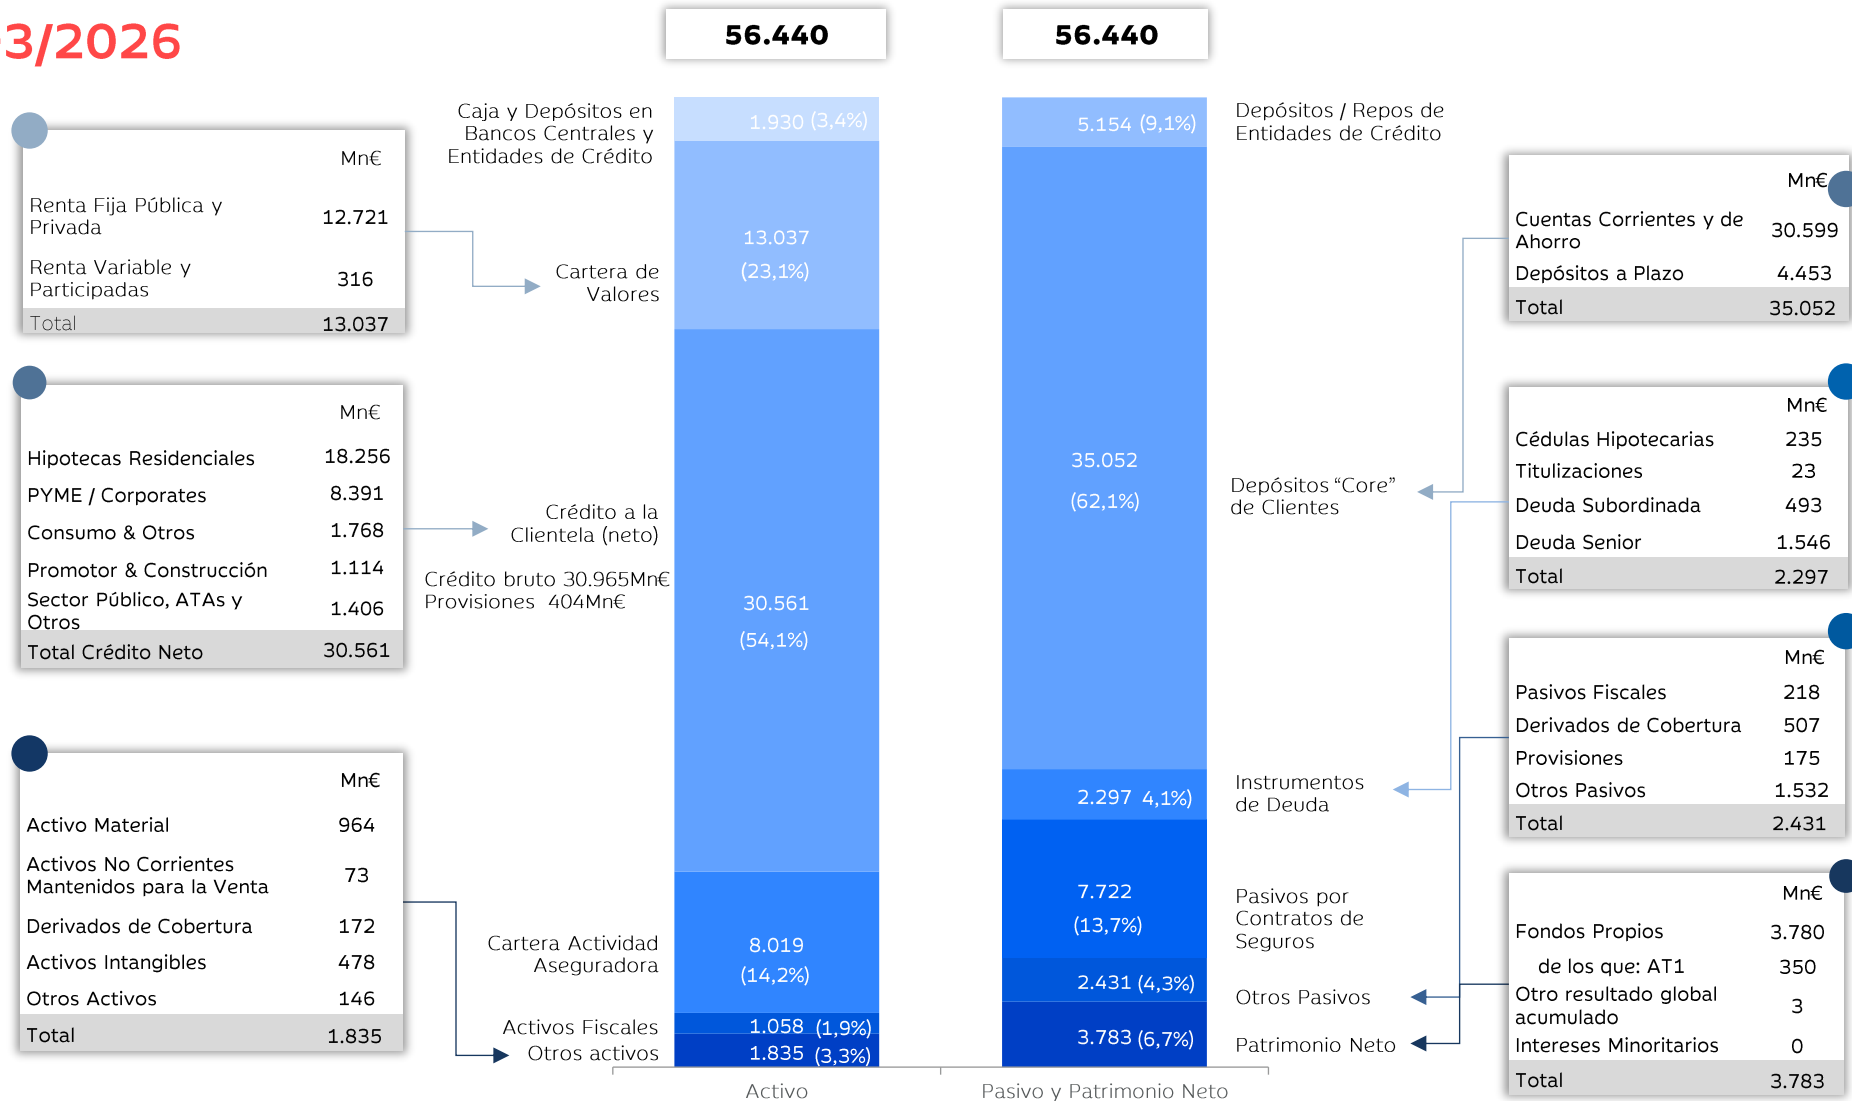 3/2026
56.440
56.440
Mn€
Renta Fija Pública y
Privada
12.721
Renta Variable y
Participadas
316
Total 13.037
Mn€
Hipotecas Residenciales 18.256
PYME / Corporates 8.391
Consumo & Otros 1.768
Promotor & Construcción 1.114
Sector Público, ATAs y
Otros
1.406
Total Crédito Neto 30.561
Mn€
Activo Material 964
Activos No Corrientes
Mantenidos para la Venta
73
Derivados de Cobertura 172
Activos Intangibles 478
Otros Activos 146
Total 1.835
Caja y Depósitos en
Bancos Centrales y
Entidades de Crédito
Cartera de
Valores
Crédito a la
Clientela (neto)
Crédito bruto 30.965Mn€
Provisiones 404Mn€
Cartera Actividad
Aseguradora
Activos Fiscales
Otros activos
1.930 (3,4%)
13.037
(23,1%)
30.561
(54,1%)
8.019
(14,2%)
1.058 (1,9%)
1.835 (3,3%)
Activo
5.154 (9,1%)
35.052
(62,1%)
2.297 4,1%)
7.722
(13,7%)
2.431 (4,3%)
3.783 (6,7%)
Pasivo y Patrimonio Neto
Depósitos / Repos de
Entidades de Crédito
Depósitos “Core”
de Clientes
Instrumentos
de Deuda
Pasivos por
Contratos de
Seguros
Otros Pasivos
Patrimonio Neto
Mn€
Cuentas Corrientes y de
Ahorro
30.599
Depósitos a Plazo 4.453
Total 35.052
Mn€
Cédulas Hipotecarias 235
Titulizaciones 23
Deuda Subordinada 493
Deuda Senior 1.546
Total 2.297
Mn€
Pasivos Fiscales 218
Derivados de Cobertura 507
Provisiones 175
Otros Pasivos 1.532
Total 2.431
Mn€
Fondos Propios 3.780
de los que: AT1 350
Otro resultado global
acumulado
3
Intereses Minoritarios 0
Total 3.783